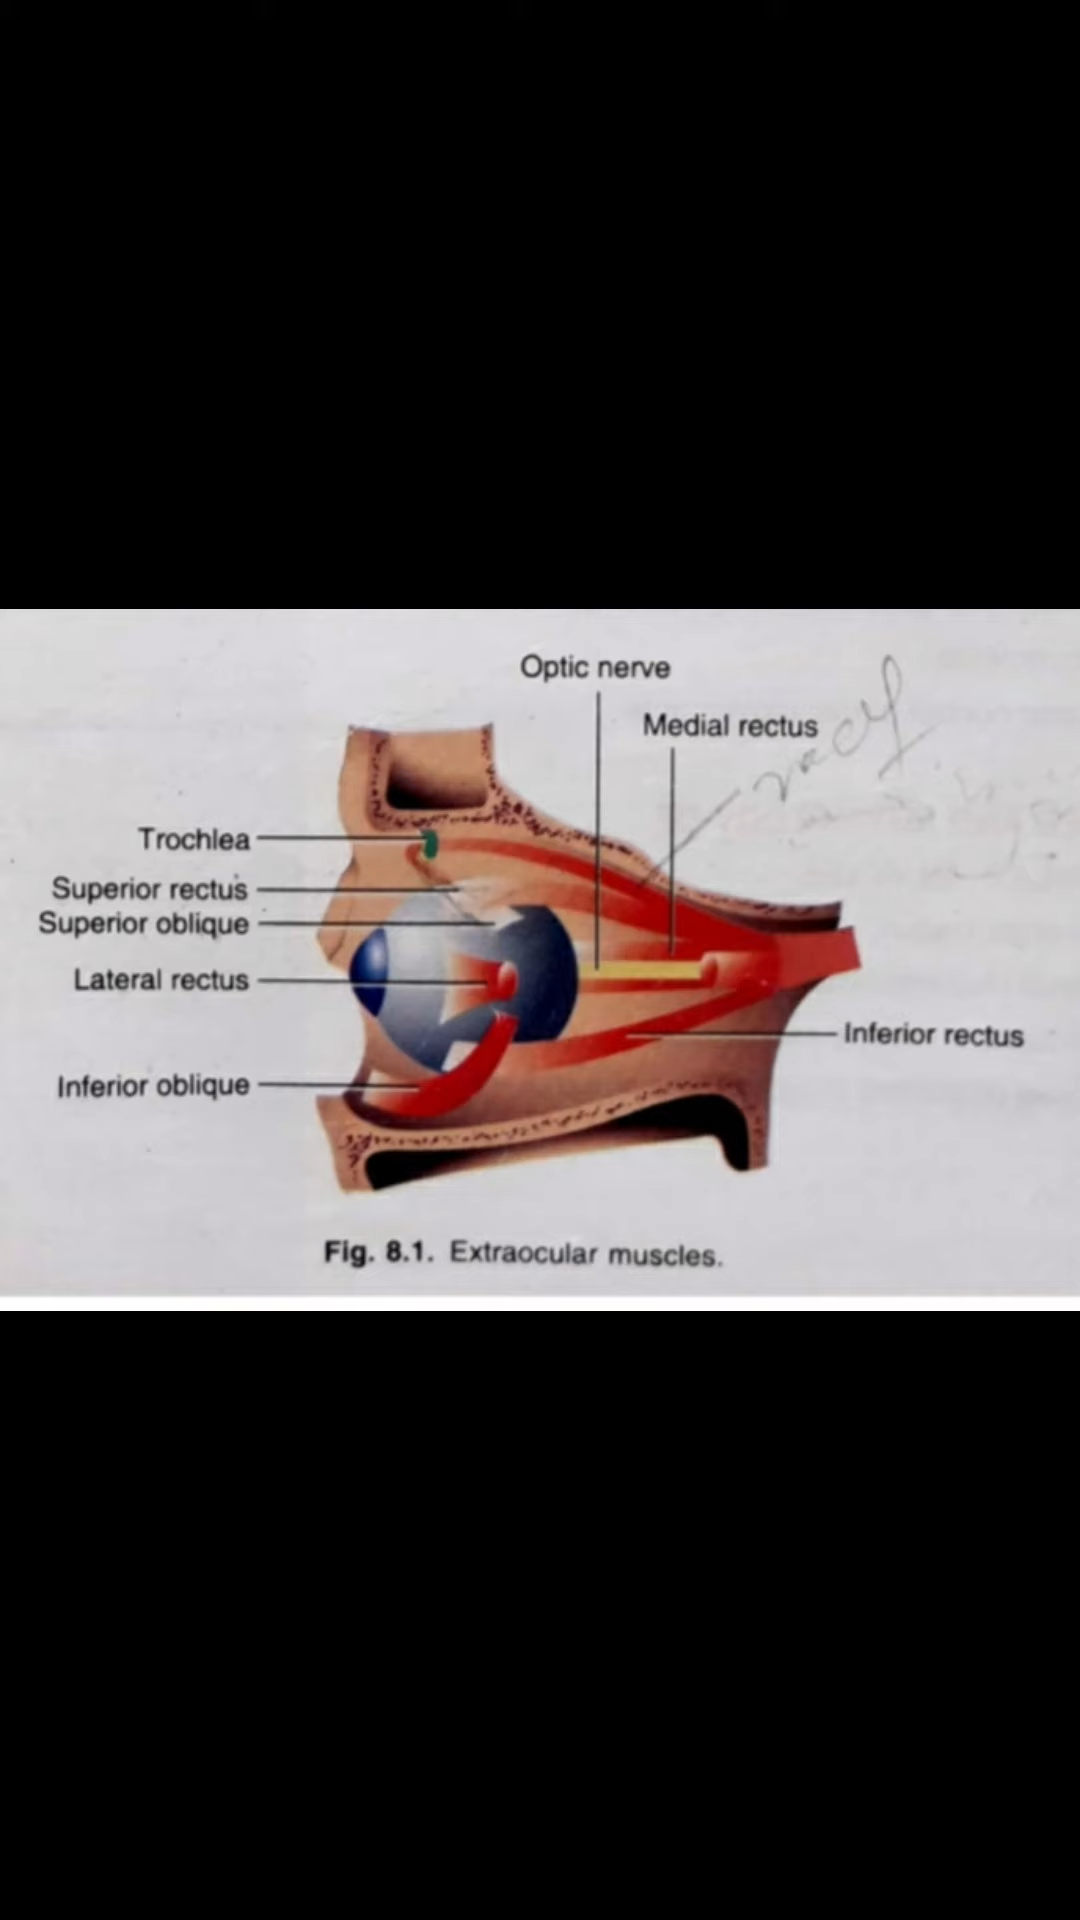 Optic nerve
Medial rectus
Trochlea
Superior rectus
Superior oblique
Lateral rectus
Inferior rectus
Inferior oblique
Fig. 8.1. Extraocular muscles.